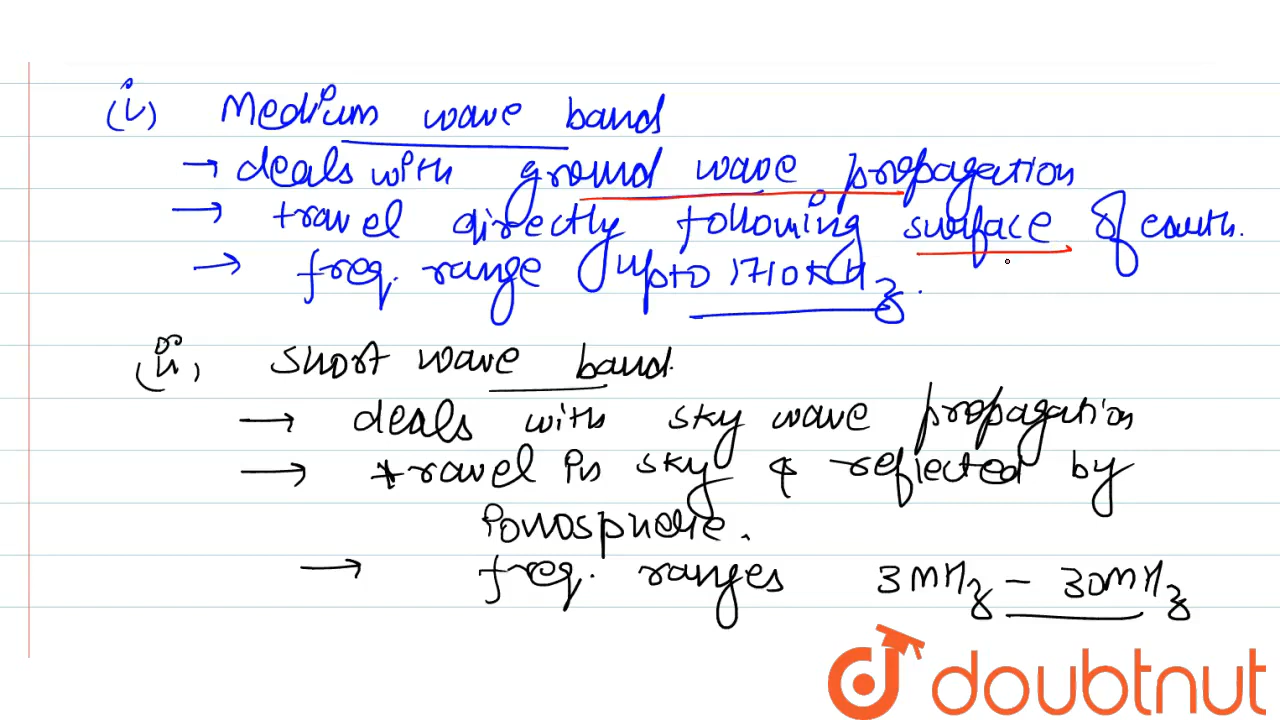 (i) Medium wave band
→ deals with ground wave propagation
→ travel directly following surface of earth.
→ freq. range upto 1710 kHz.
(ii) Short wave band.
→ deals with sky wave propagation
→ travel in sky & reflected by
ionosphere.
→ freq. ranges 3MHz – 30MHz
doubtnut